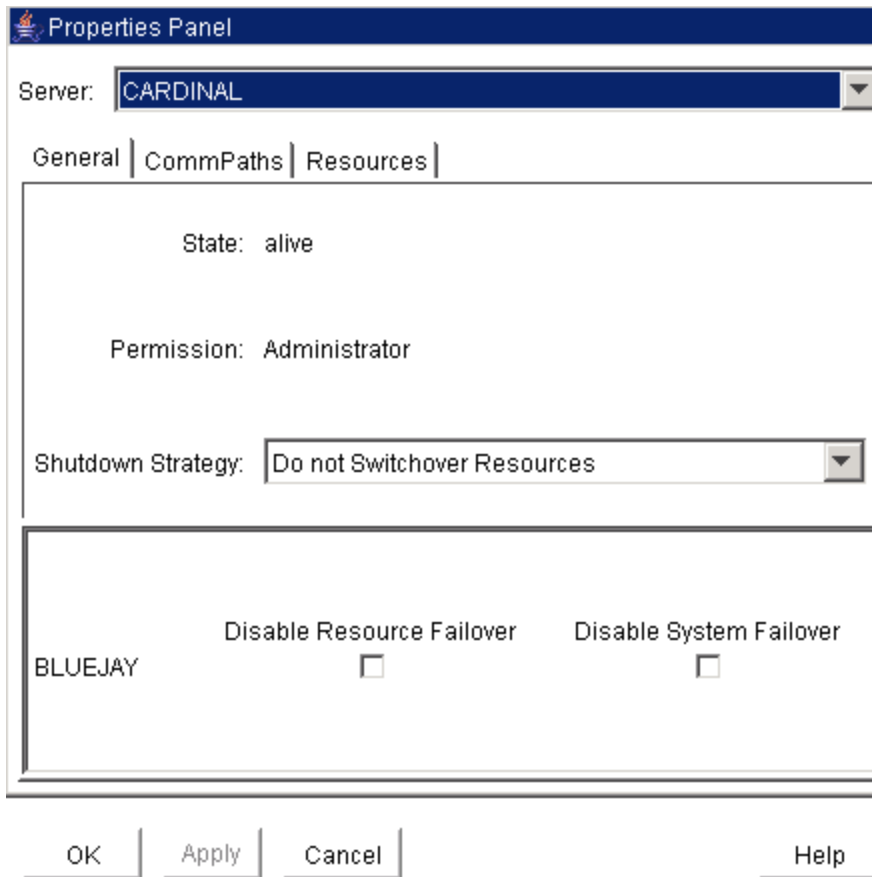 Properties Panel
Server: CARDINAL
General CommPaths Resources
State: alive
Permission: Administrator
Shutdown Strategy: Do not Switchover Resources
Disable Resource Failover Disable System Failover
BLUEJAY
OK Apply Cancel Help